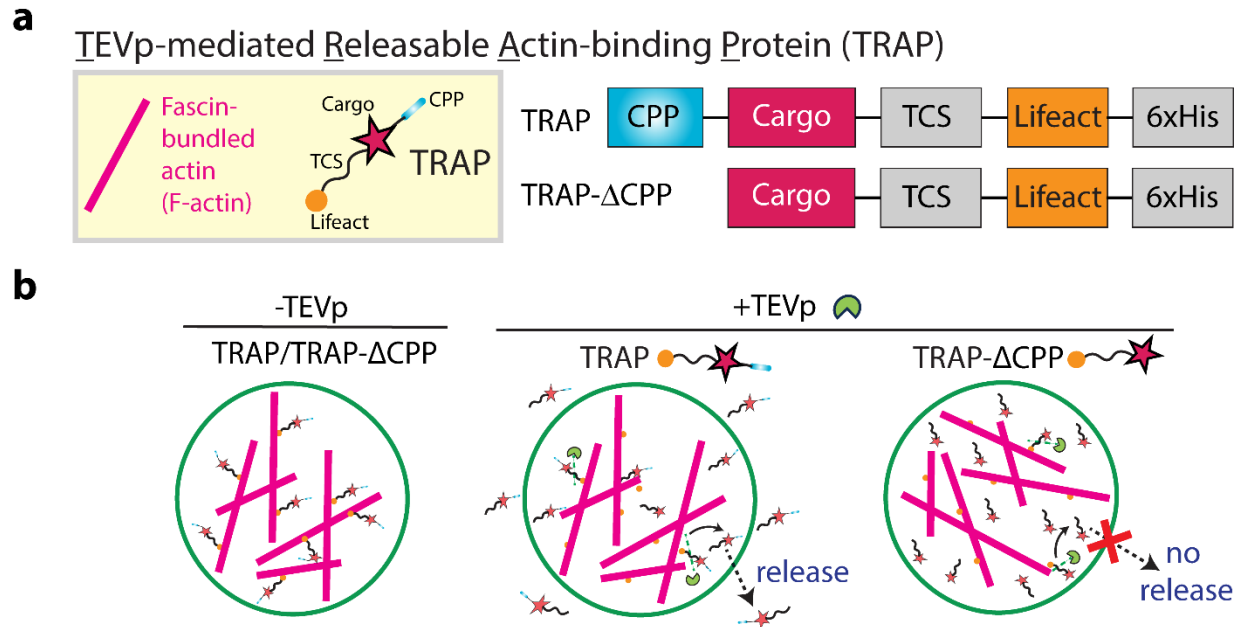 a
TEVp-mediated Releasable Actin-binding Protein (TRAP)
Fascin-
bundled
actin
(F-actin)
Cargo
CPP
TCS
TRAP
Lifeact
TRAP
CPP
Cargo
TCS
Lifeact
6xHis
TRAP-ΔCPP
Cargo
TCS
Lifeact
6xHis
b
-TEVp
TRAP/TRAP-ΔCPP
+TEVp
TRAP
TRAP-ΔCPP
release
no
release